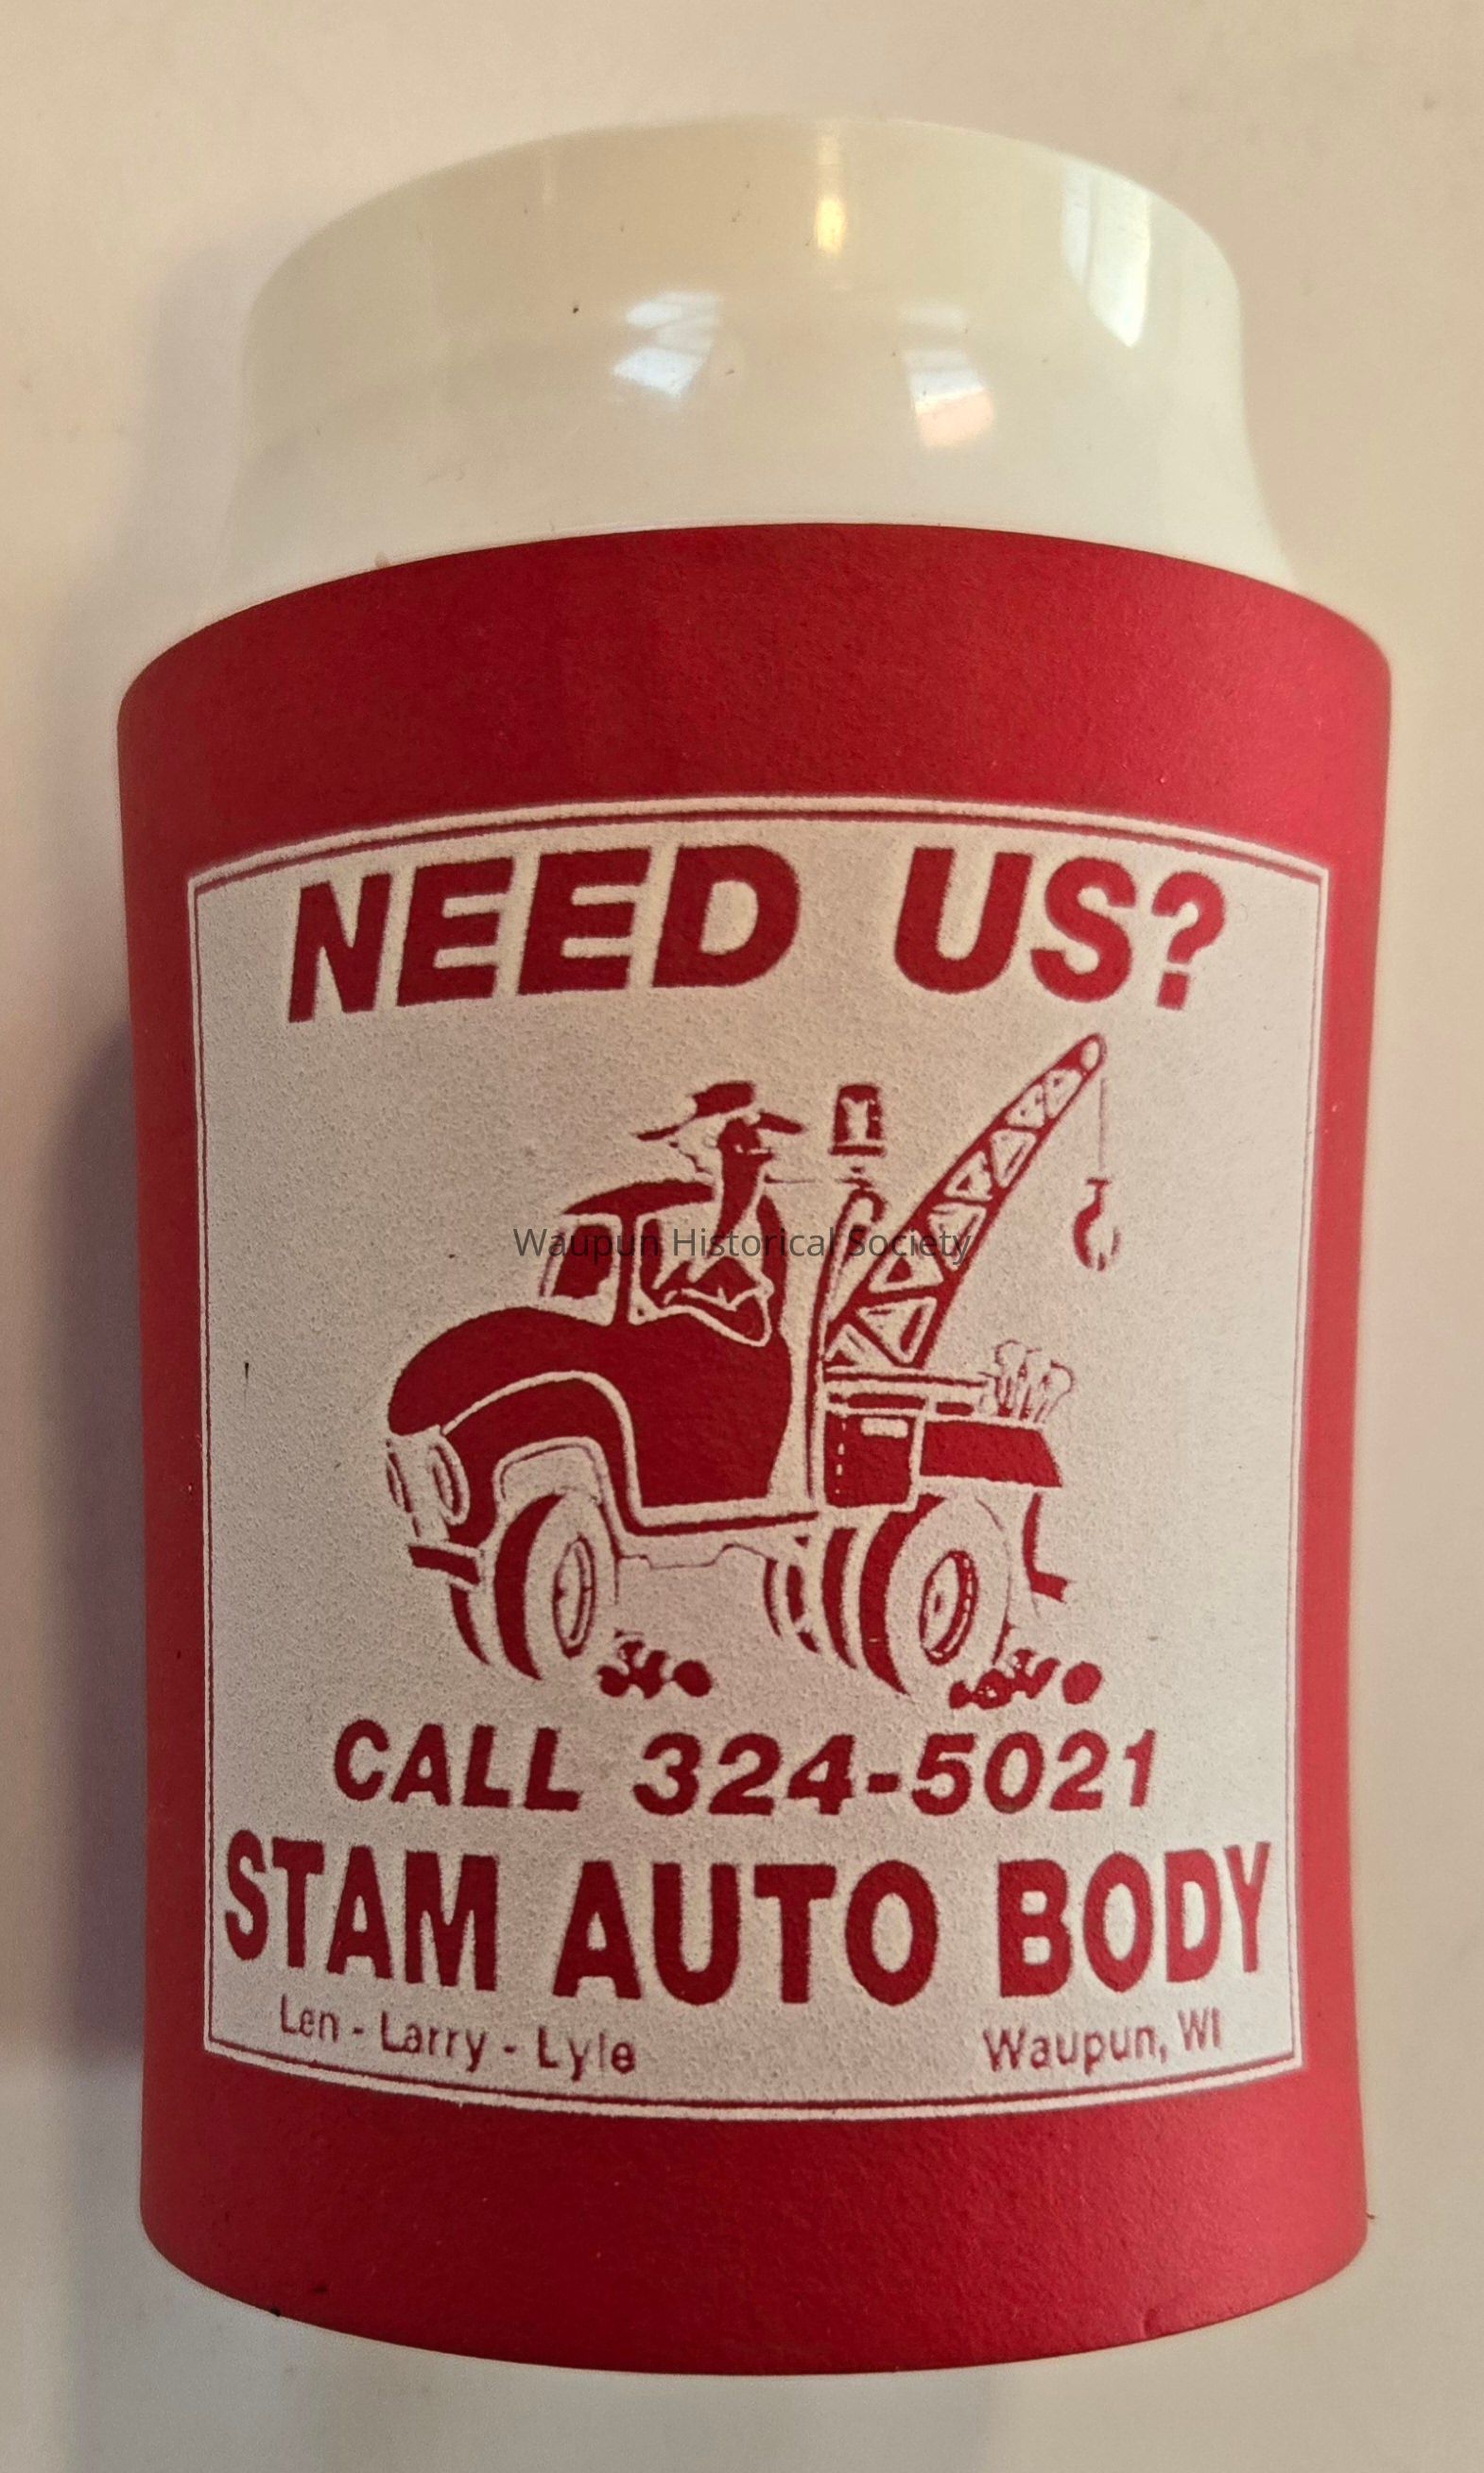 NEED US?
Waupun Historical Society
CALL 324-5021
STAM AUTO BODY
Len - Larry - Lyle Waupun, WI